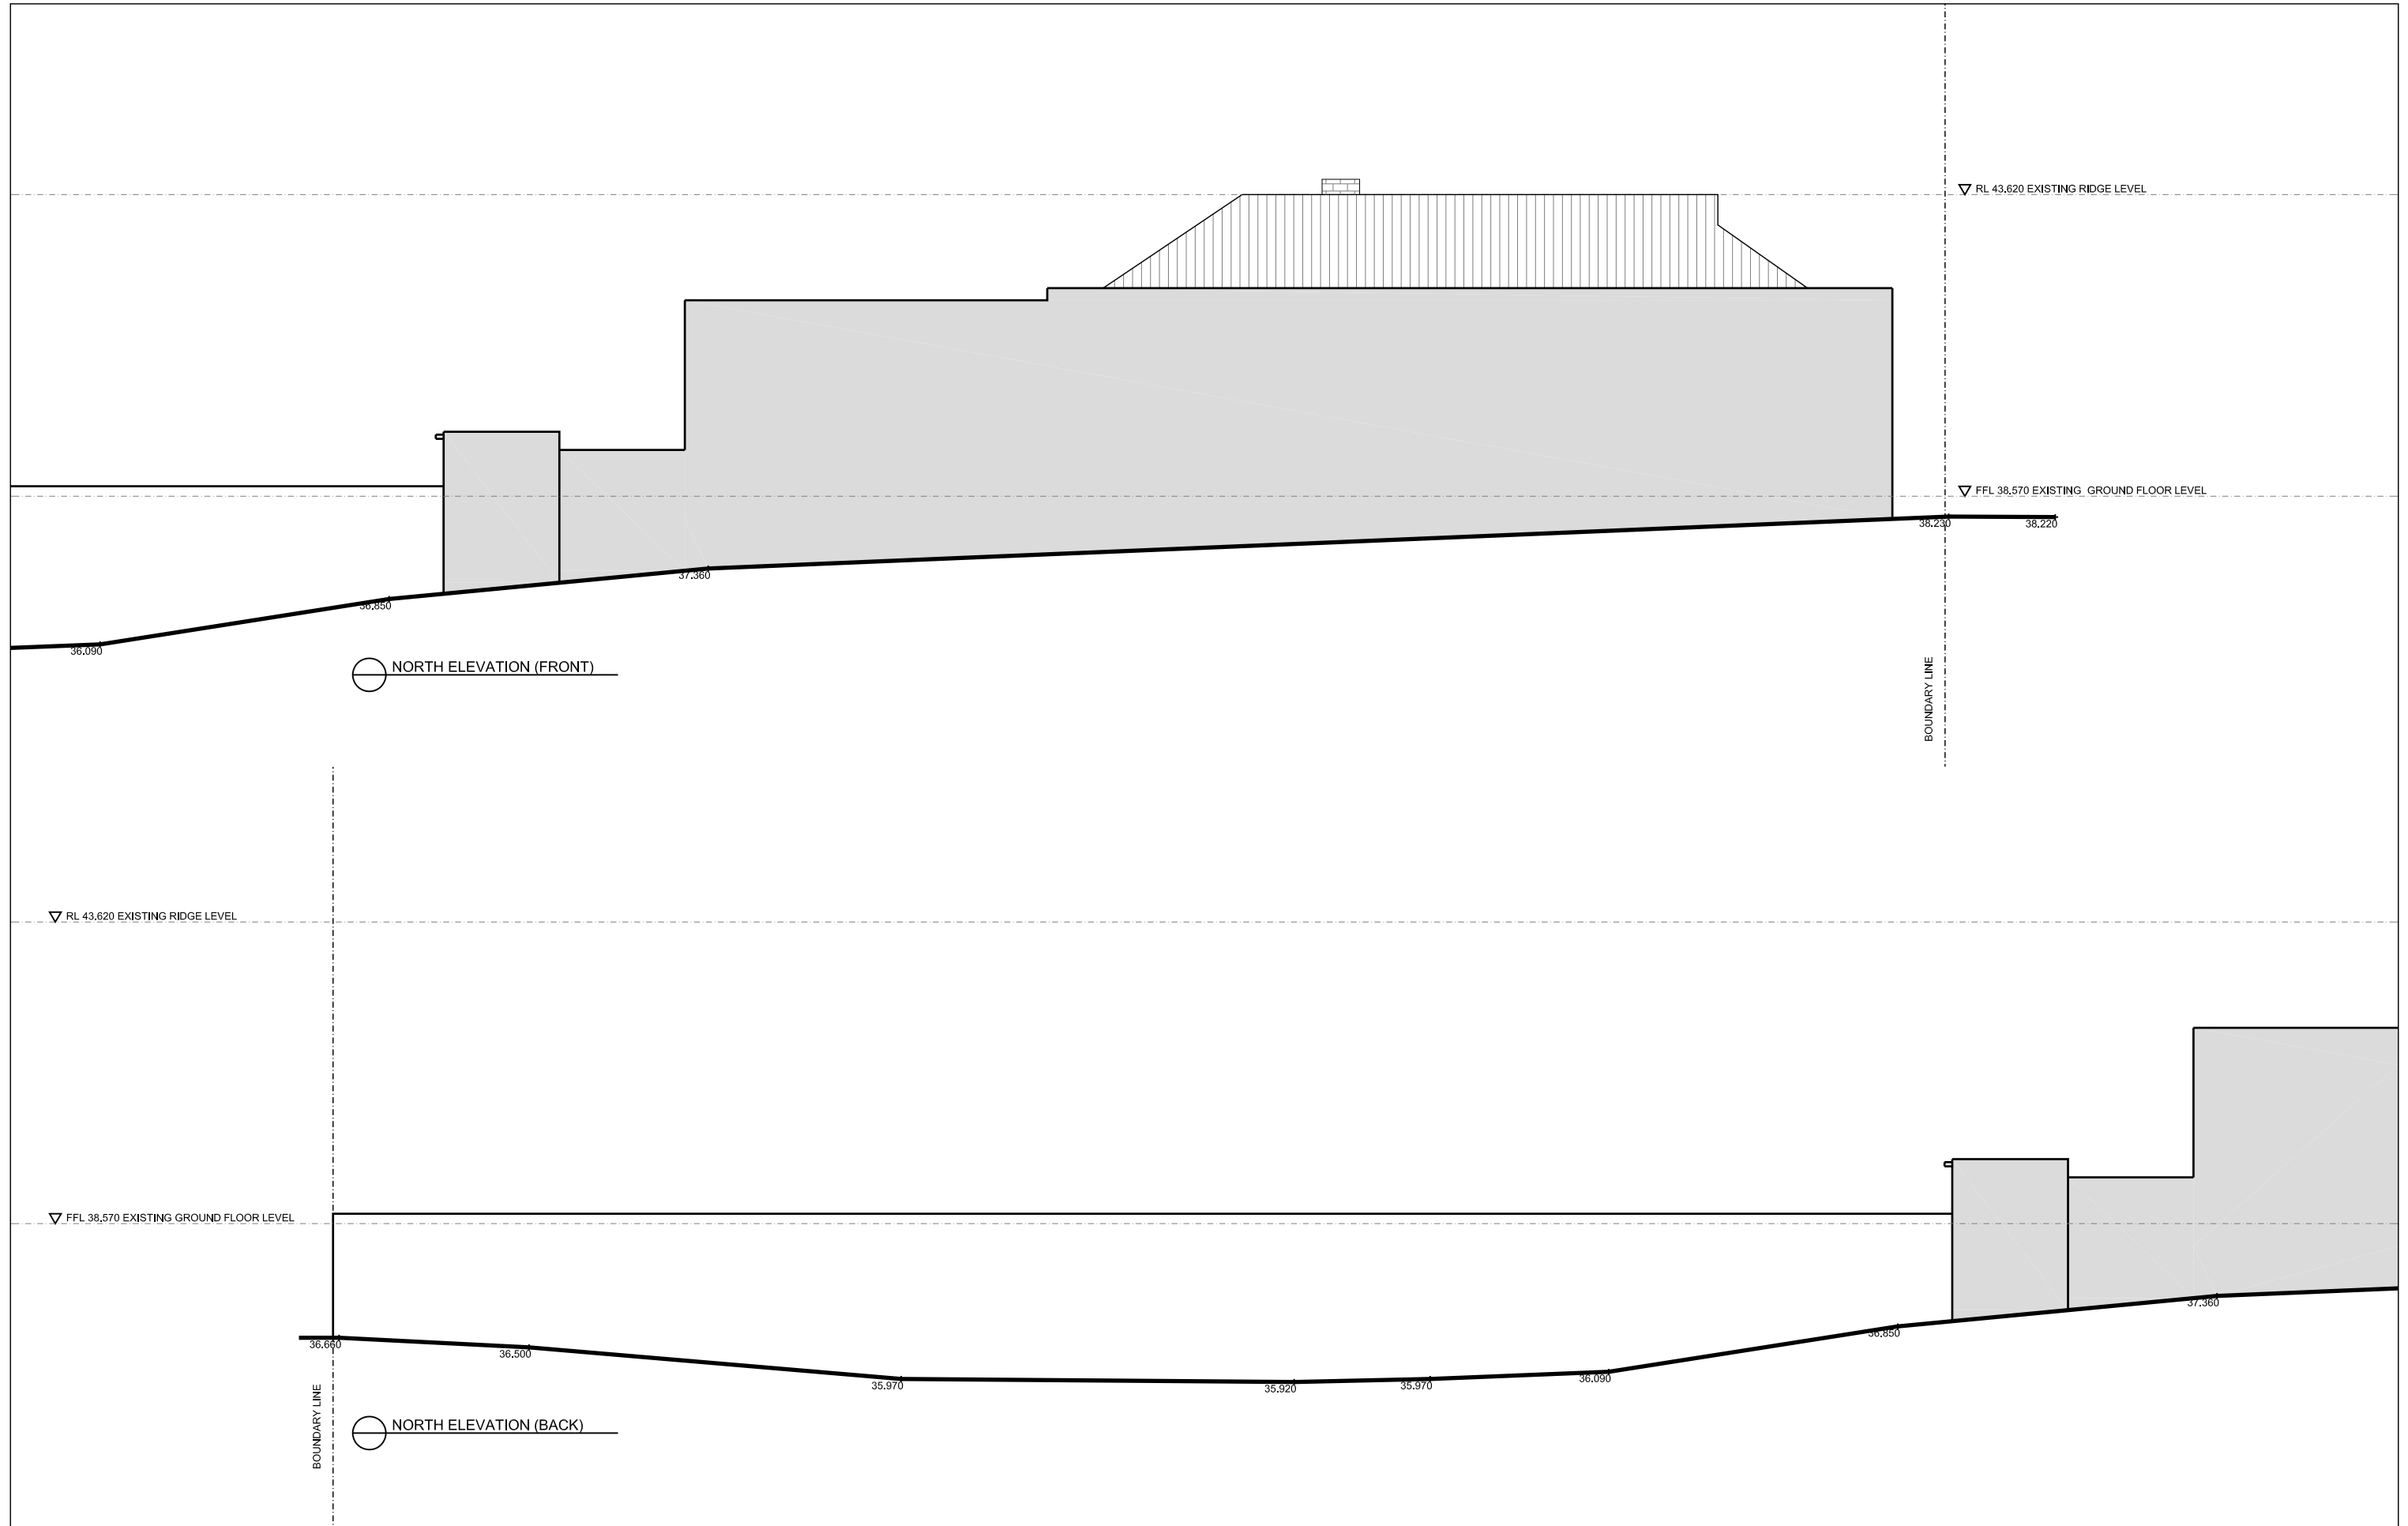 RL 43.620 EXISTING RIDGE LEVEL
FFL 38.570 EXISTING GROUND FLOOR LEVEL
38.230
38.220
37.360
36.850
36.090
NORTH ELEVATION (FRONT)
BOUNDARY LINE
RL 43.620 EXISTING RIDGE LEVEL
FFL 38.570 EXISTING GROUND FLOOR LEVEL
36.660
36.500
35.970
35.920
35.970
36.090
36.850
37.360
BOUNDARY LINE
NORTH ELEVATION (BACK)